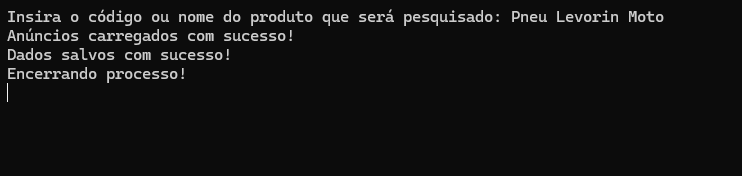 Insira o código ou nome do produto que será pesquisado: Pneu Levorin Moto
Anúncios carregados com sucesso!
Dados salvos com sucesso!
Encerrando processo!